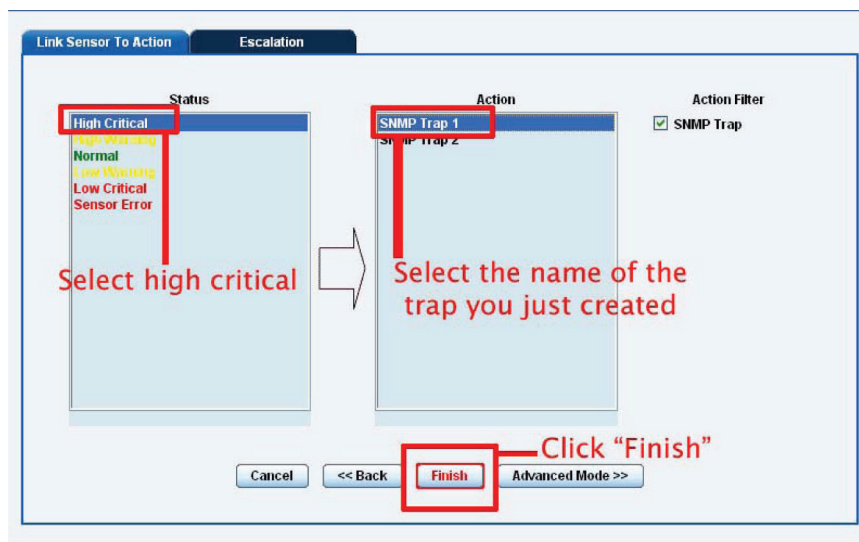 Link Sensor To Action
Escalation
Status
Action
Action Filter
High Critical
High Warning
Normal
Low Warning
Low Critical
Sensor Error
SNMP Trap 1
SNMP Trap 2
SNMP Trap
Select high critical
Select the name of the
trap you just created
Click “Finish”
Cancel
<< Back
Finish
Advanced Mode >>